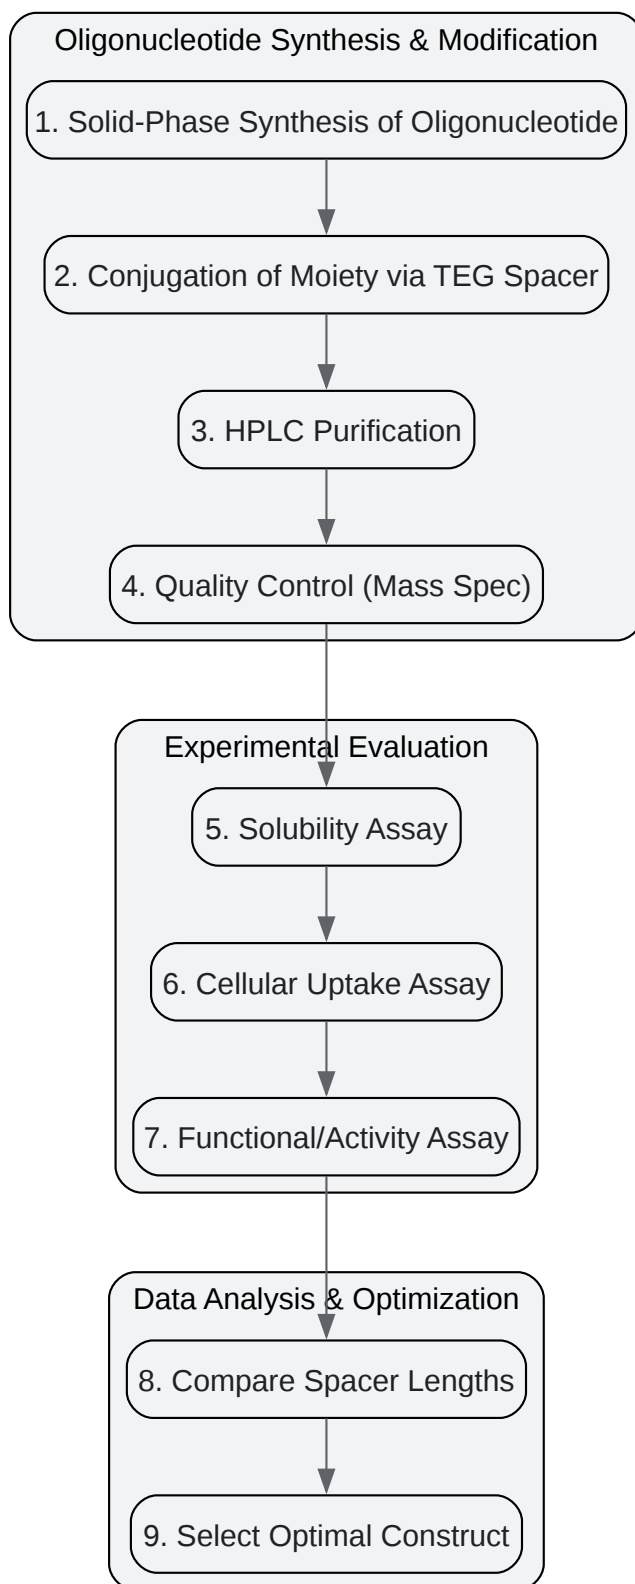 Oligonucleotide Synthesis & Modification
1. Solid-Phase Synthesis of Oligonucleotide
2. Conjugation of Moiety via TEG Spacer
3. HPLC Purification
4. Quality Control (Mass Spec)
Experimental Evaluation
5. Solubility Assay
6. Cellular Uptake Assay
7. Functional/Activity Assay
Data Analysis & Optimization
8. Compare Spacer Lengths
9. Select Optimal Construct